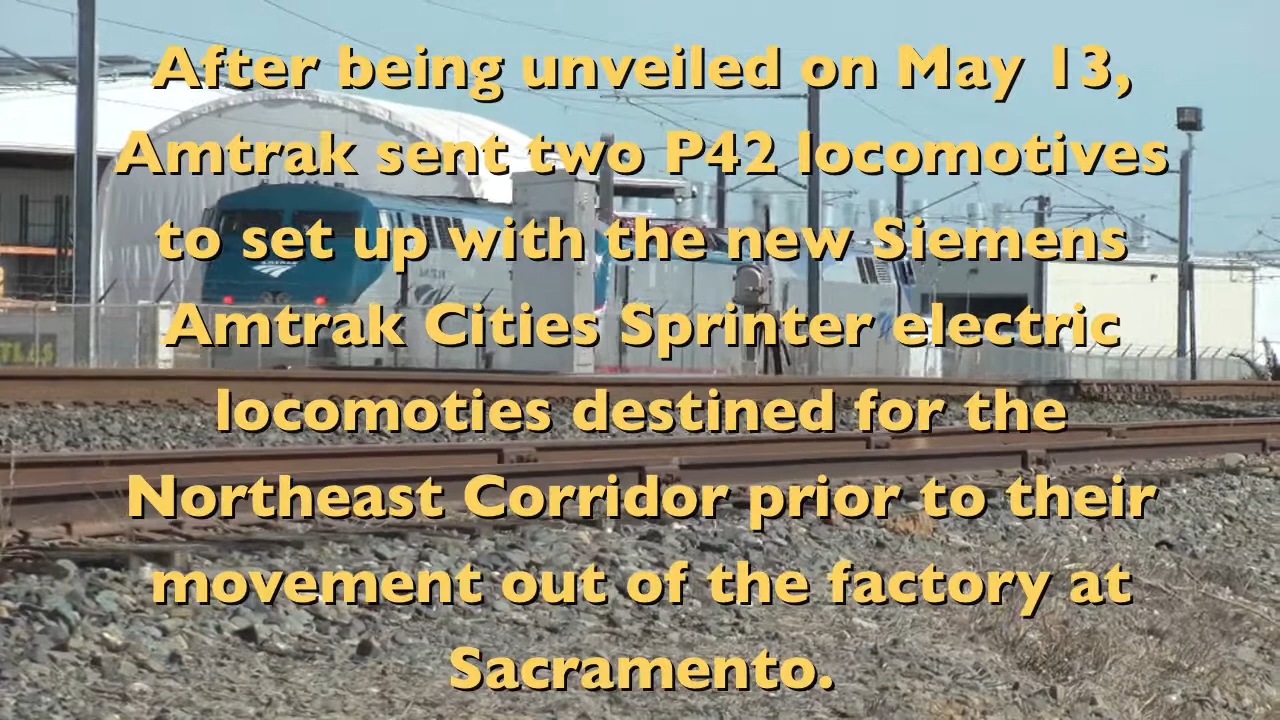 After being unveiled on May 13,
Amtrak sent two P42 locomotives
to set up with the new Siemens
Amtrak Cities Sprinter electric
locomoties destined for the
Northeast Corridor prior to their
movement out of the factory at
Sacramento.